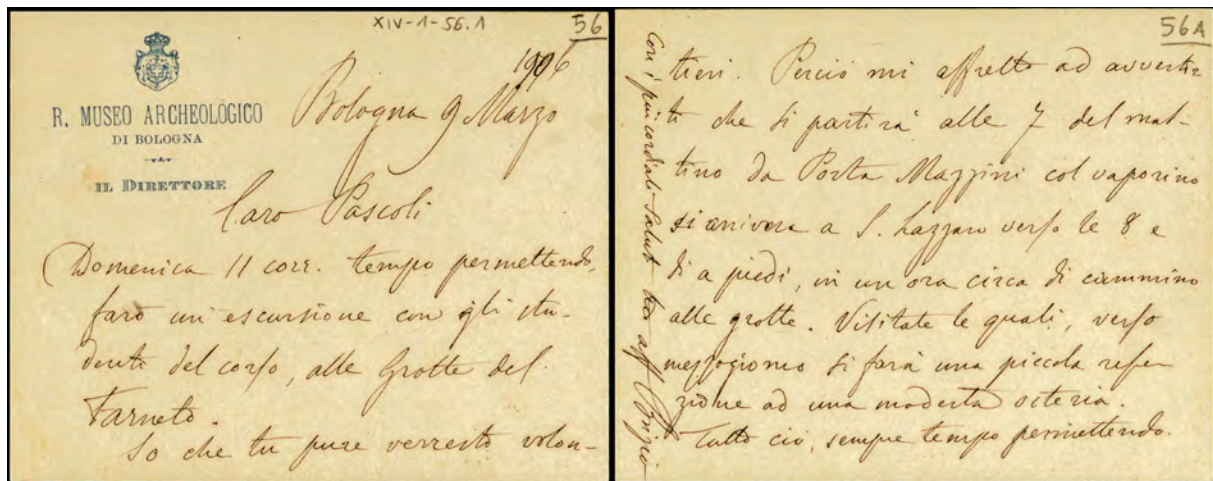 XIV-1-56.1
56
R. MUSEO ARCHEOLOGICO
DI BOLOGNA
IL DIRETTORE
1906
Bologna 9 Marzo
Caro Pascoli
Domenica 11 corr. tempo permettendo,
farò un'escursione con gli stu-
denti del corso, alle Grotte del
Farneto.
So che tu pure verresti volon-
56A
tieri. Perciò mi affretto ad avvertir
ti che si partirà alle 7 del mat-
tino da Porta Mazzini col vaporino
si arriverà a S. Lazzaro verso le 8 e
di a piedi, in un ora circa di cammino
alle grotte. Visitate le quali, verso
mezzogiorno si farà una piccola refe-
zione ad una modesta osteria.
Tutto ciò, sempre tempo permettendo.
Coi più cordiali saluti tuo aff Brizio